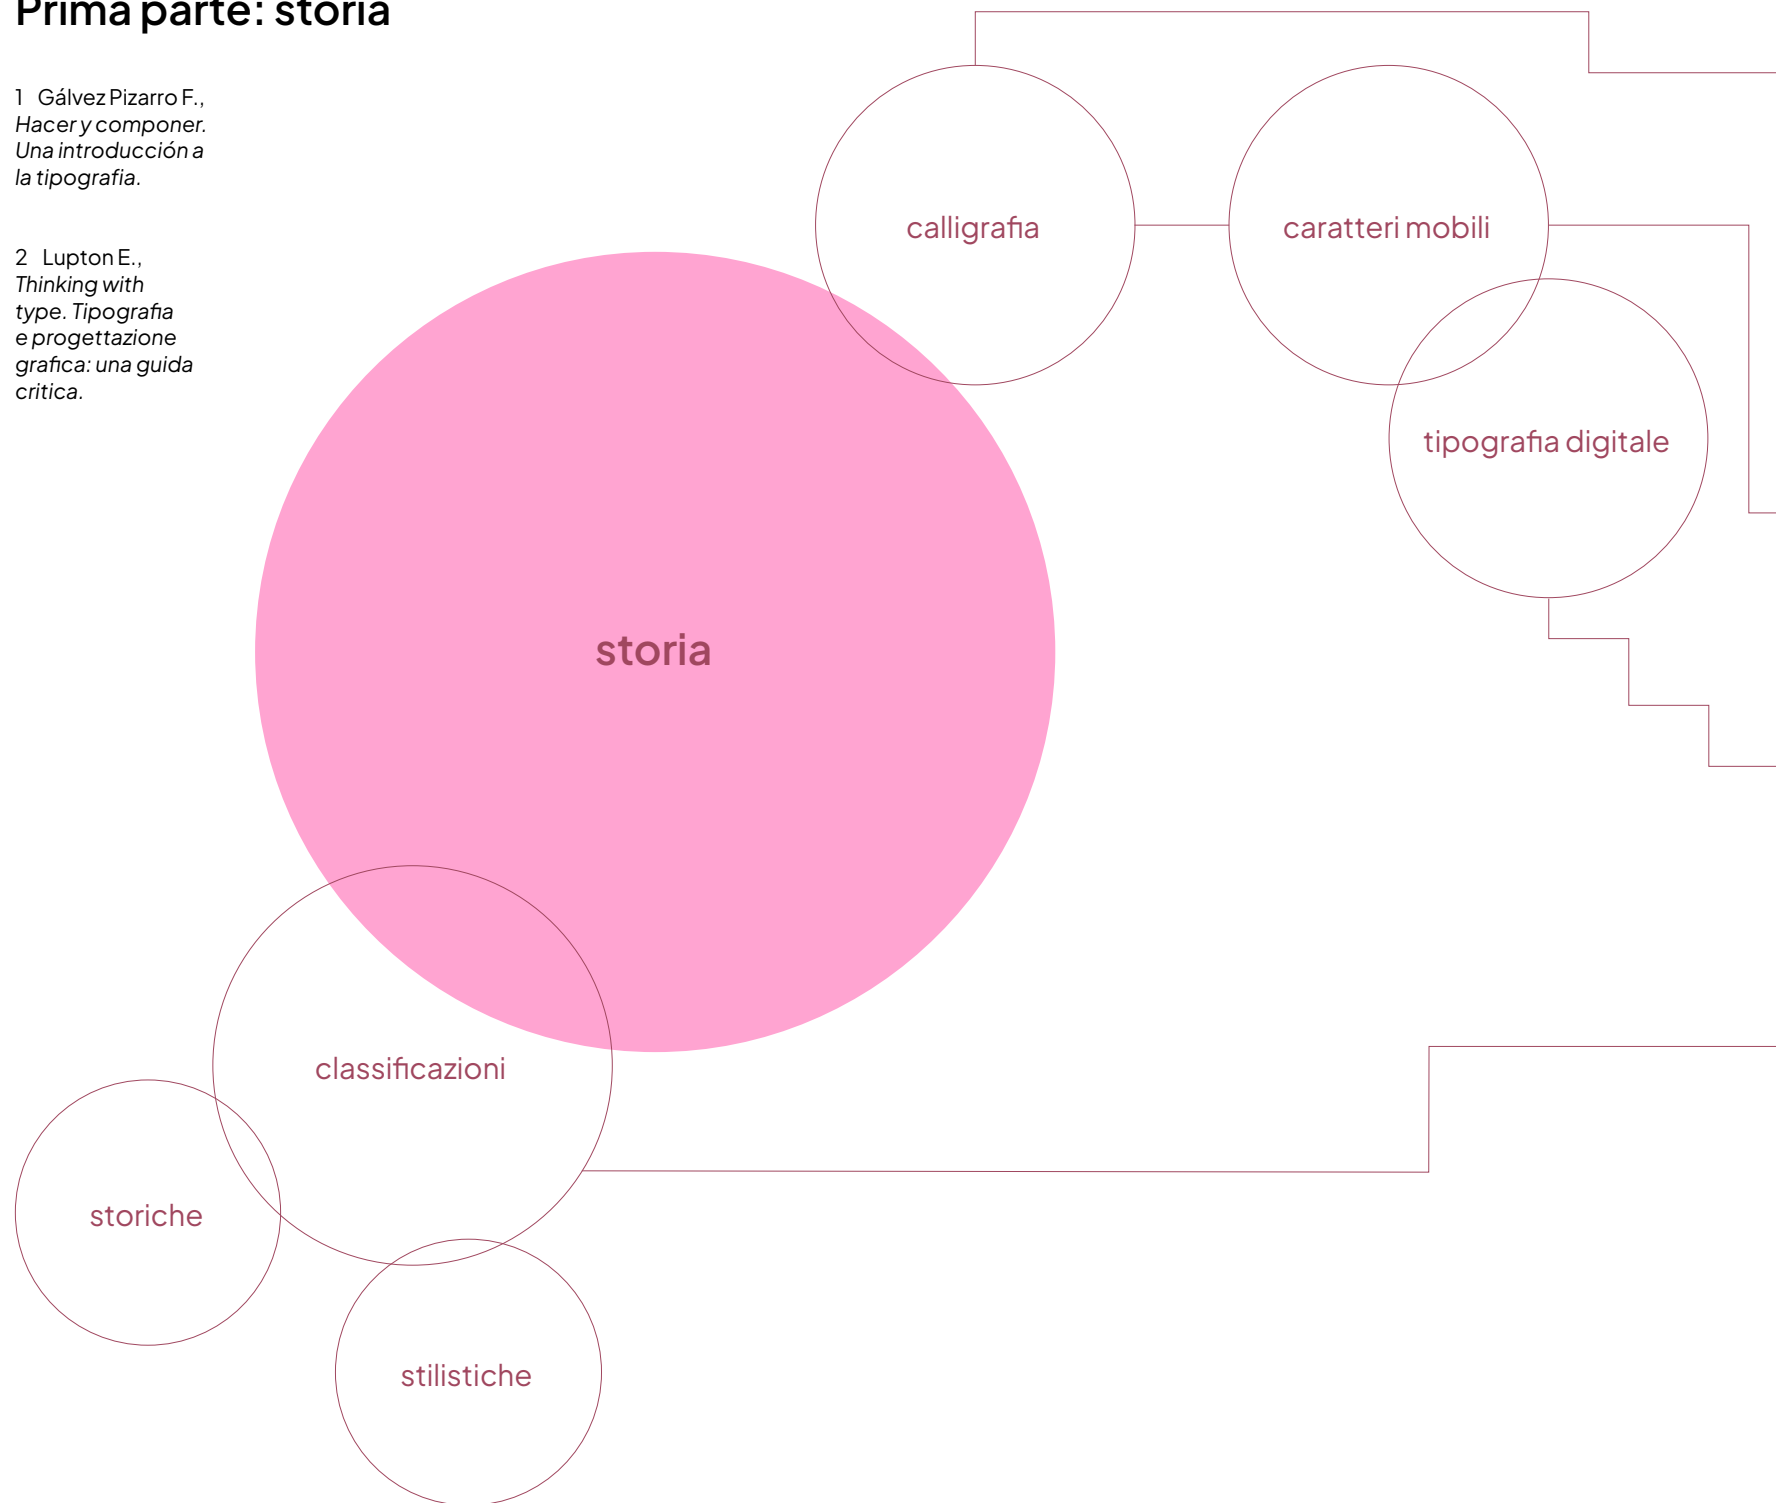 Prima parte: storia
1 Gálvez Pizarro F.,
Hacer y componer.
Una introducción a
la tipografia.
2 Lupton E.,
Thinking with
type. Tipografia
e progettazione
grafica: una guida
critica.
calligrafia
caratteri mobili
tipografia digitale
storia
classificazioni
storiche
stilistiche